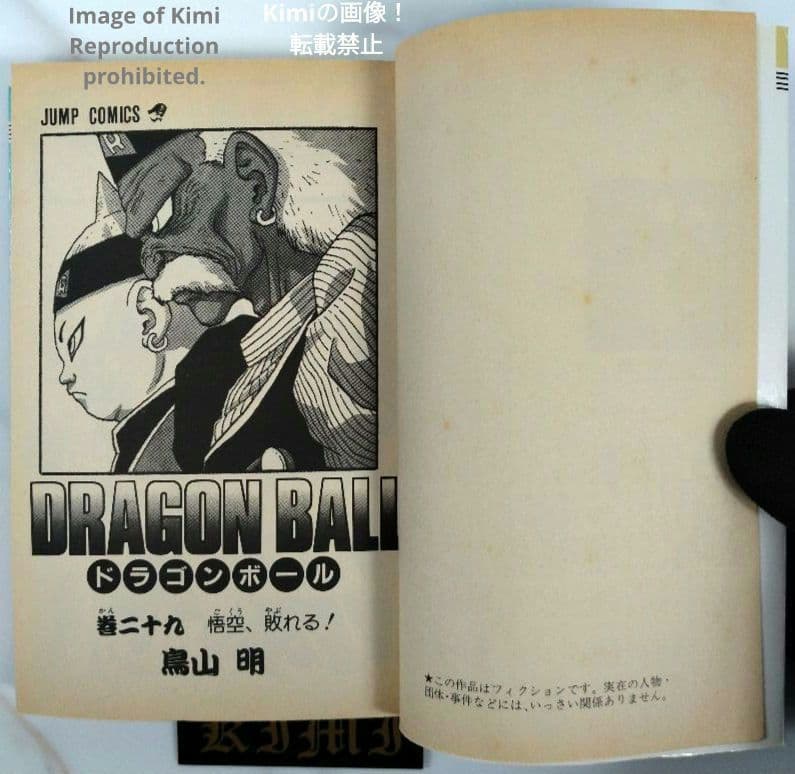 Image of Kimi
Reproduction
prohibited.
Kimiの画像！
転載禁止
JUMP COMICS
DRAGON BALL
ドラゴンボール
巻二十九 悟空、敗れる！
鳥山 明
★この作品はフィクションです。実在の人物・
団体・事件などには、いっさい関係ありません。
KIMI